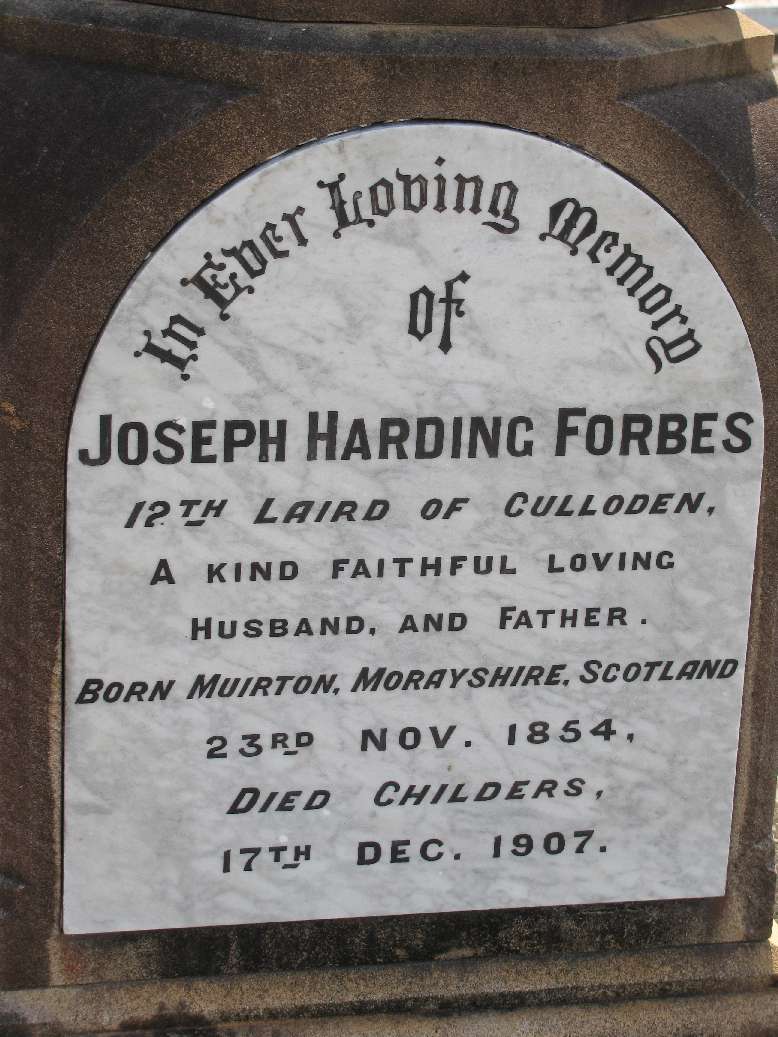 In Ever Loving Memory
of
JOSEPH HARDING FORBES
12TH LAIRD OF CULLODEN,
A KIND FAITHFUL LOVING
HUSBAND, AND FATHER.
BORN MUIRTON, MORAYSHIRE, SCOTLAND
23RD NOV. 1854,
DIED CHILDERS,
17TH DEC. 1907.